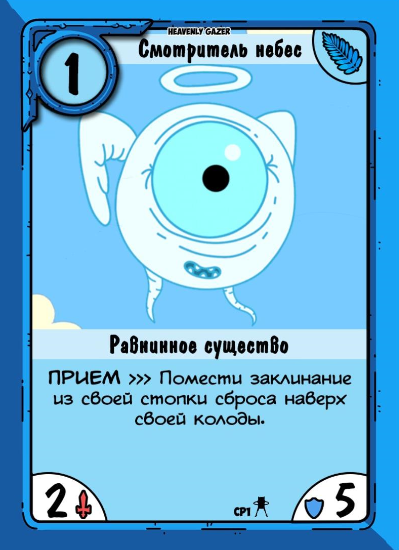 HEAVENLY GAZER
Смотритель небес
1
Равнинное существо
ПРИЕМ >>> Помести заклинание
из своей стопки сброса наверх
своей колоды.
2
CP1
5